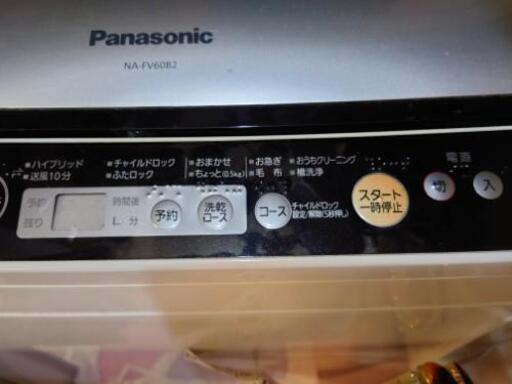 Panasonic
NA-FV60B2
ハイブリッド
送風10分
チャイルドロック
ふたロック
おまかせ
ちょっと(0.5kg)
お急ぎ
毛布
おうちクリーニング
槽洗浄
電源
予約
残り
時間後
分
予約
洗乾コース
コース
チャイルドロック
設定/解除(5秒押し)
スタート
一時停止
切
入